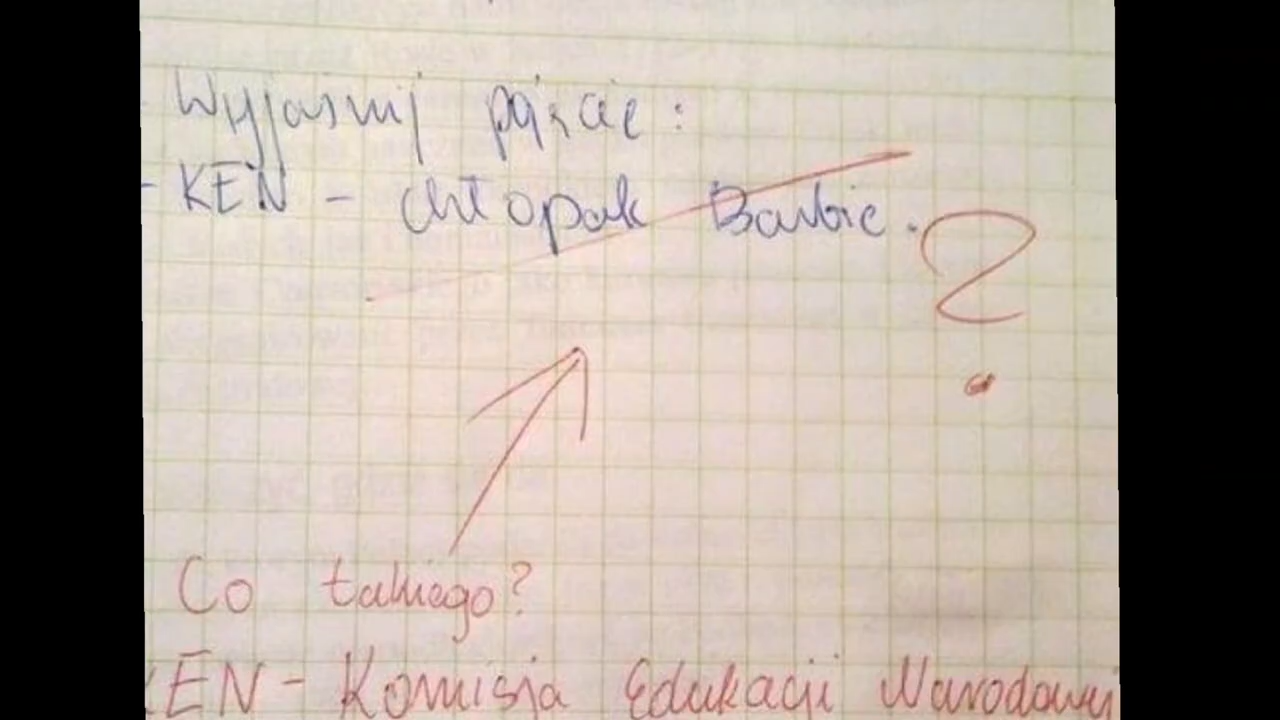 Wyjaśnij pojęcie:
- KEN - chłopak Barbie.
?
Co takiego?
KEN - Komisja Edukacji Narodowej